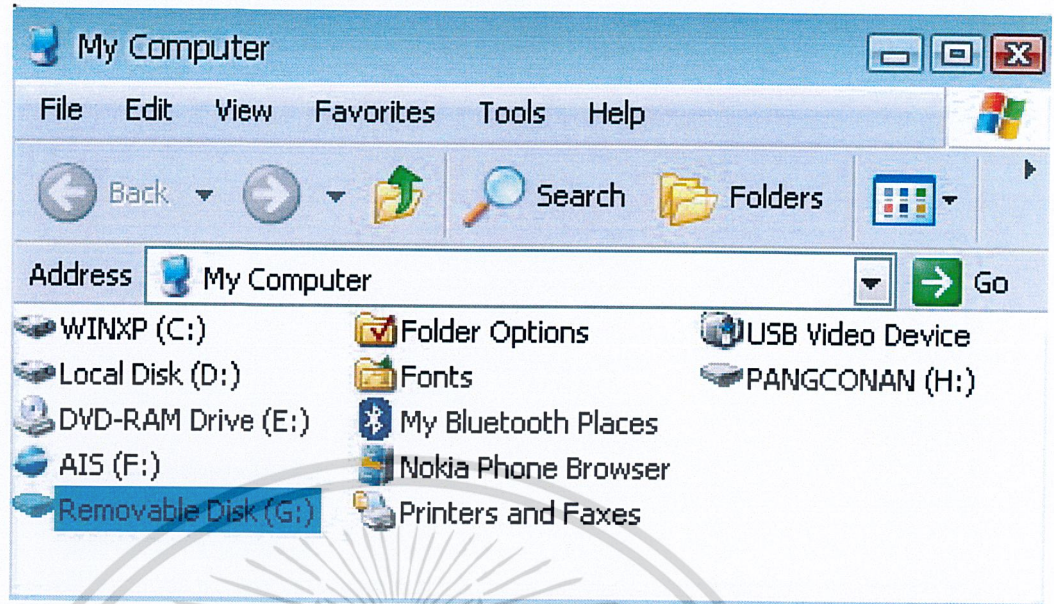 My Computer
File Edit View Favorites Tools Help
Back Search Folders
Address My Computer Go
WINXP (C:)
Local Disk (D:)
DVD-RAM Drive (E:)
AIS (F:)
Removable Disk (G:)
Folder Options
Fonts
My Bluetooth Places
Nokia Phone Browser
Printers and Faxes
USB Video Device
PANGCONAN (H:)